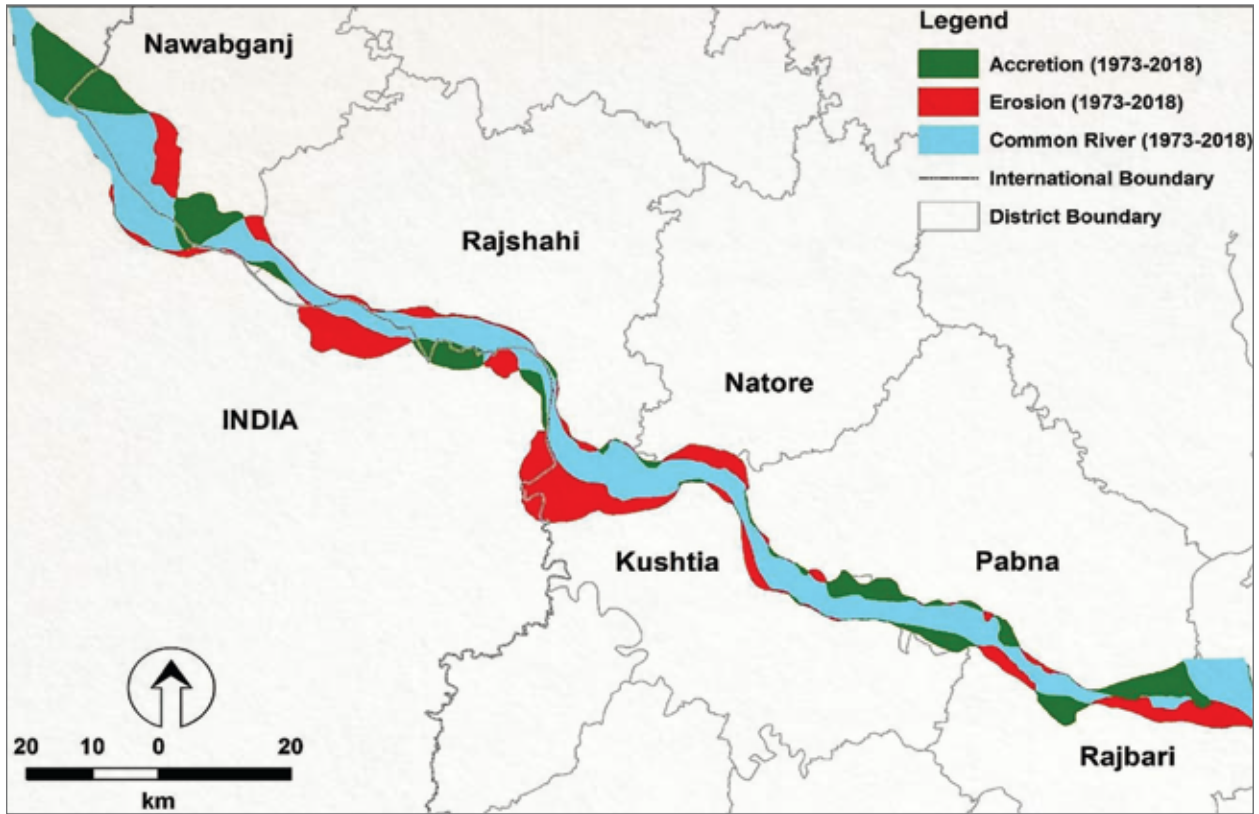 Legend
Accretion (1973-2018)
Erosion (1973-2018)
Common River (1973-2018)
International Boundary
District Boundary
Nawabganj
Rajshahi
Natore
INDIA
Kushtia
Pabna
Rajbari
20 10 0 20
km